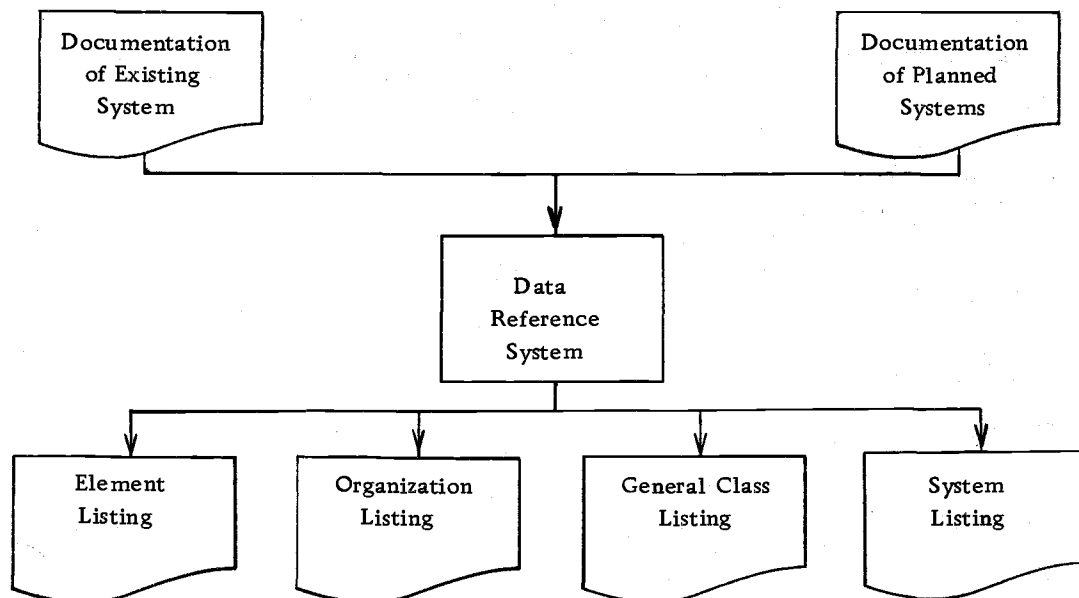 Documentation
of Existing
System
Documentation
of Planned
Systems
Data
Reference
System
Element
Listing
Organization
Listing
General Class
Listing
System
Listing